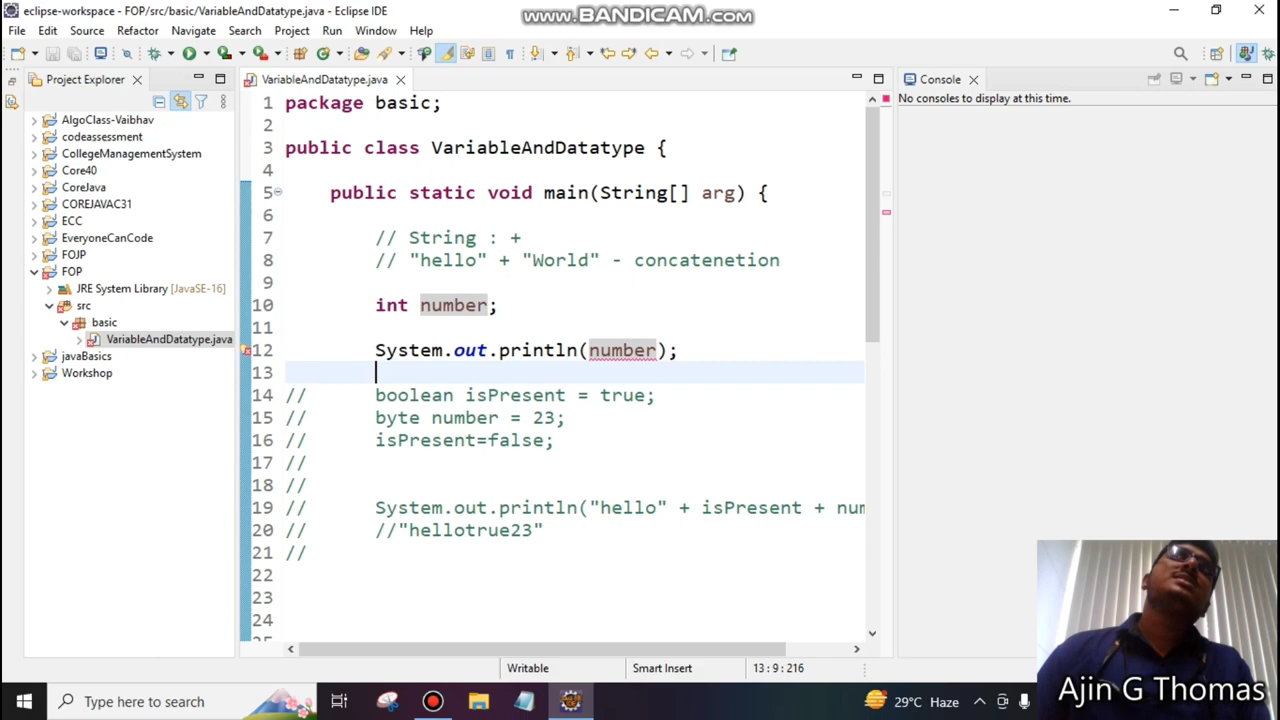 eclipse-workspace - FOP/src/basic/VariableAndDatatype.java - Eclipse IDE
www.BANDICAM.com
File Edit Source Refactor Navigate Search Project Run Window Help
Project Explorer
VariableAndDatatype.java
Console
No consoles to display at this time.
AlgoClass-Vaibhav
codeassessment
CollegeManagementSystem
Core40
CoreJava
COREJAVAC31
ECC
EveryoneCanCode
FOJP
FOP
JRE System Library [JavaSE-16]
src
basic
VariableAndDatatype.java
javaBasics
Workshop
1 package basic;
2
3 public class VariableAndDatatype {
4
5 public static void main(String[] arg) {
6
7 // String : +
8 // "hello" + "World" - concatenetion
9
10 int number;
11
12 System.out.println(number);
13
14 // boolean isPresent = true;
15 // byte number = 23;
16 // isPresent=false;
17 //
18 //
19 // System.out.println("hello" + isPresent + num
20 // //"hellotrue23"
21 //
22
23
24
25
Writable Smart Insert 13 : 9 : 216
Type here to search
29°C Haze
Ajin G Thomas